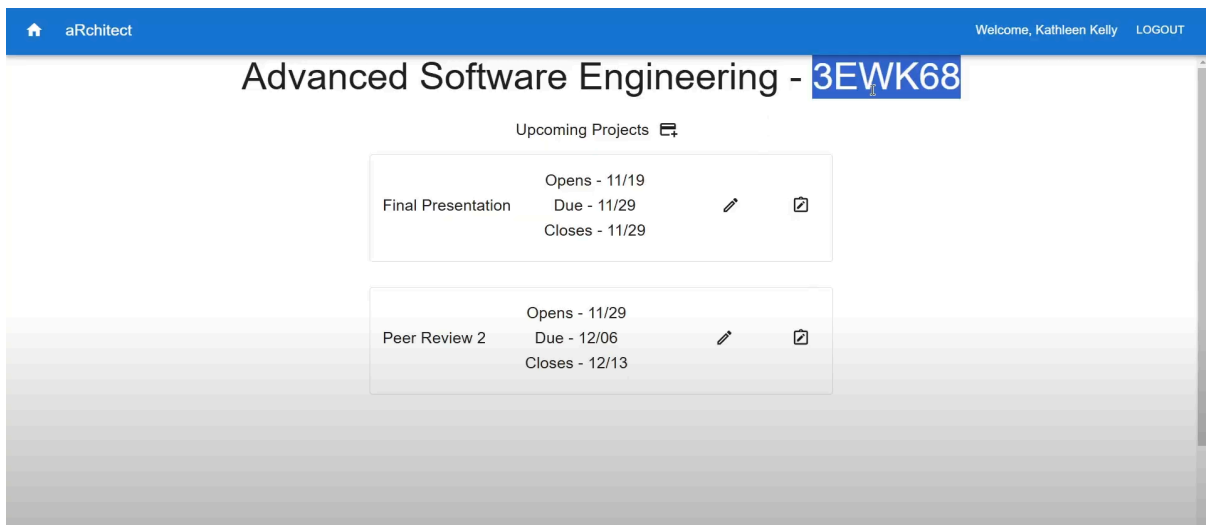 aRchitect
Welcome, Kathleen Kelly LOGOUT
Advanced Software Engineering - 3EWK68
Upcoming Projects
Final Presentation
Opens - 11/19
Due - 11/29
Closes - 11/29
Peer Review 2
Opens - 11/29
Due - 12/06
Closes - 12/13